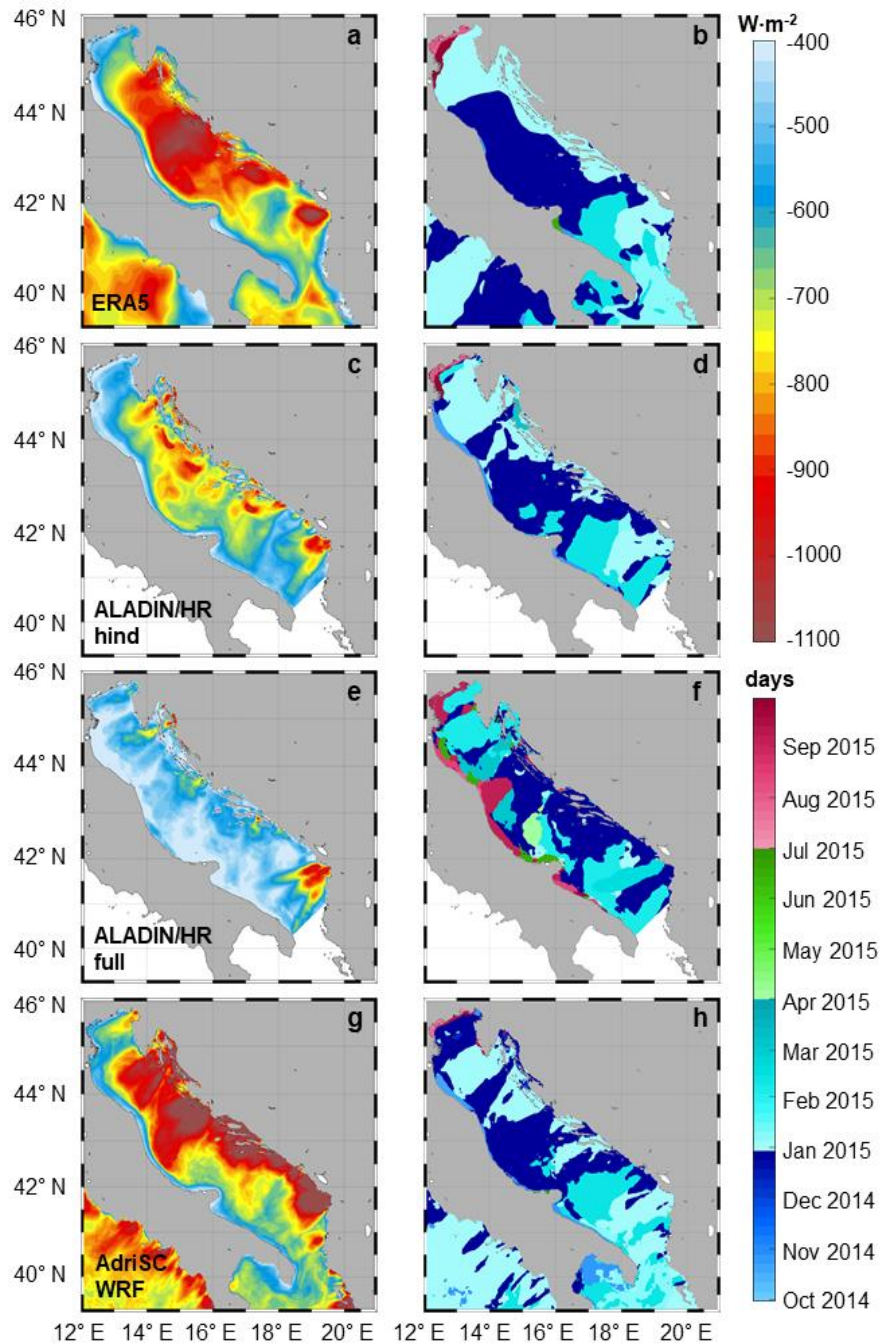 46° N
44° N
42° N
40° N
a
ERA5
b
W·m⁻²
-400
-500
-600
-700
-800
-900
-1000
-1100
46° N
44° N
42° N
40° N
c
ALADIN/HR
hind
d
46° N
44° N
42° N
40° N
e
ALADIN/HR
full
f
days
Sep 2015
Aug 2015
Jul 2015
Jun 2015
May 2015
Apr 2015
Mar 2015
Feb 2015
Jan 2015
Dec 2014
Nov 2014
Oct 2014
46° N
44° N
42° N
40° N
g
AdriSC
WRF
h
12° E 14° E 16° E 18° E 20° E
12° E 14° E 16° E 18° E 20° E